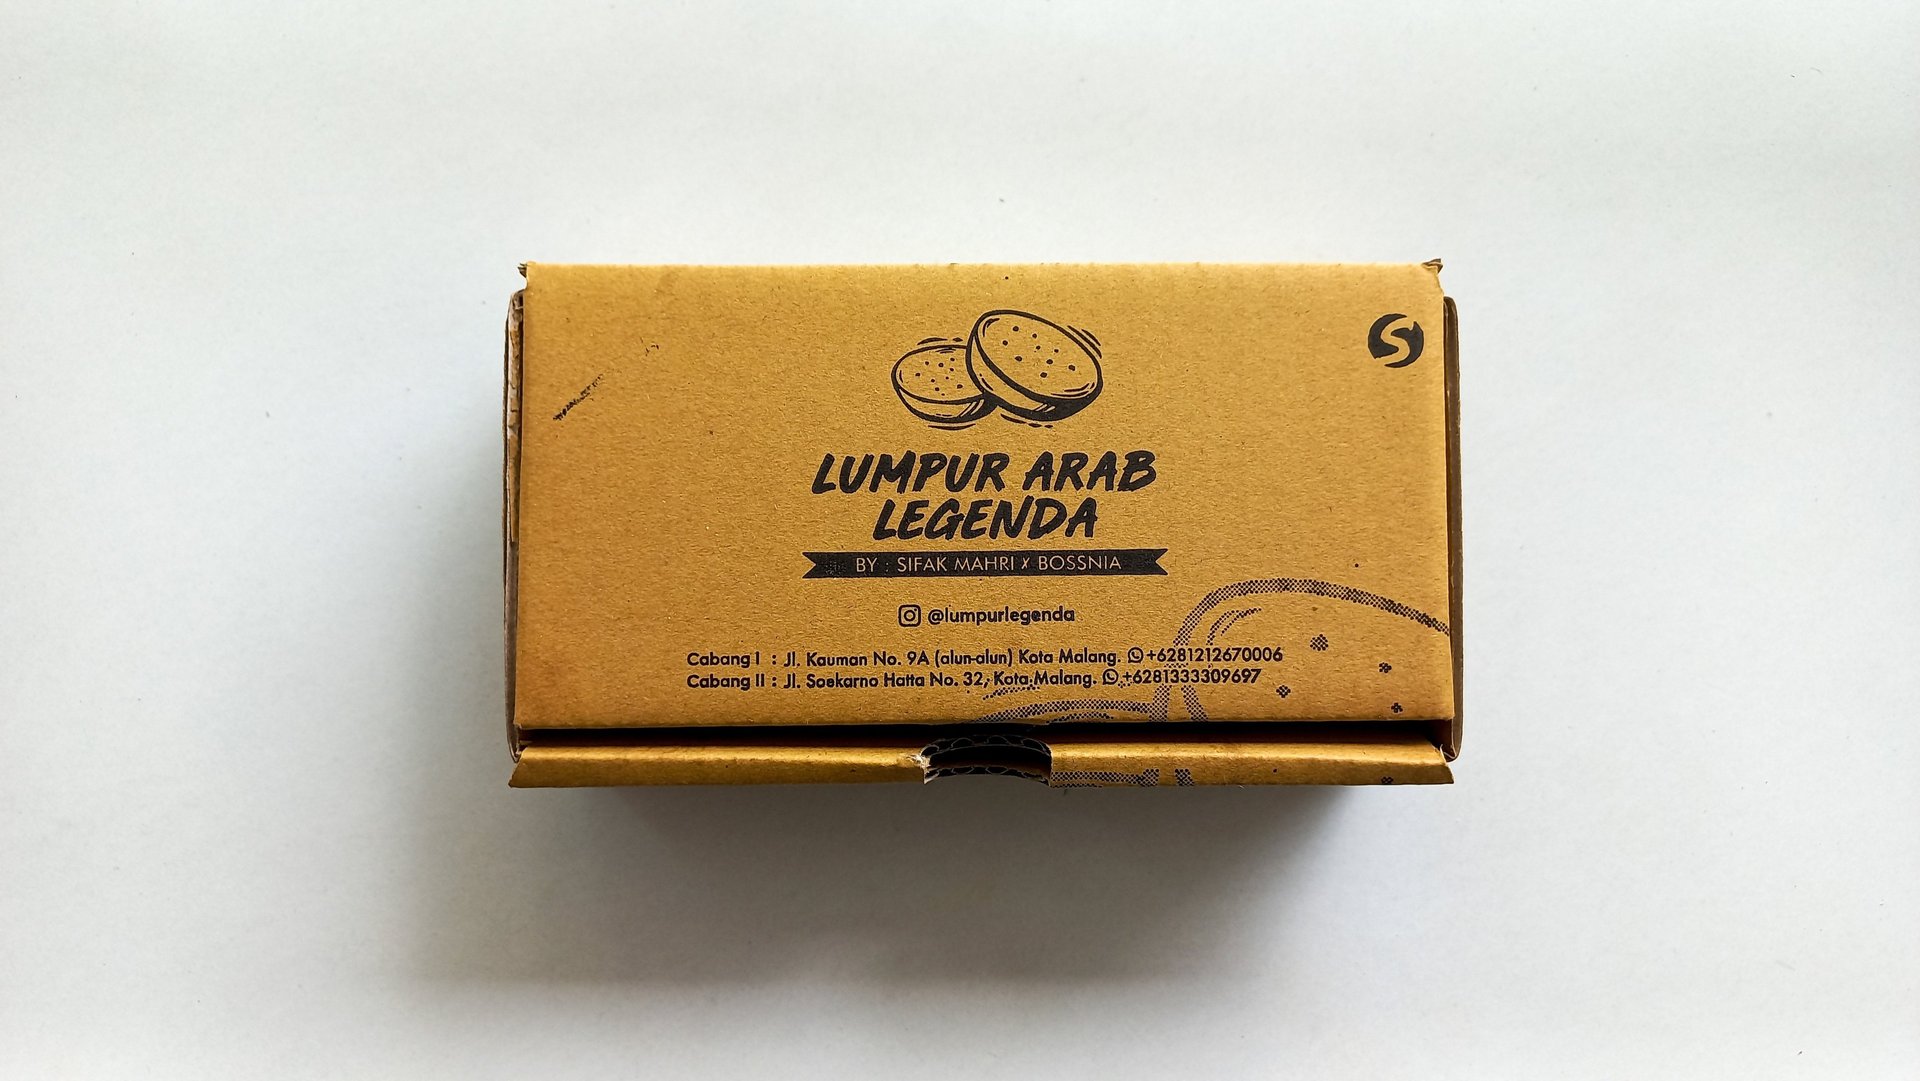 S
LUMPUR ARAB
LEGENDA
BY : SIFAK MAHRI x BOSSNIA
@lumpurlegenda
Cabang I : Jl. Kauman No. 9A (alun-alun) Kota Malang. +6281212670006
Cabang II : Jl. Soekarno Hatta No. 32, Kota Malang. +6281333309697